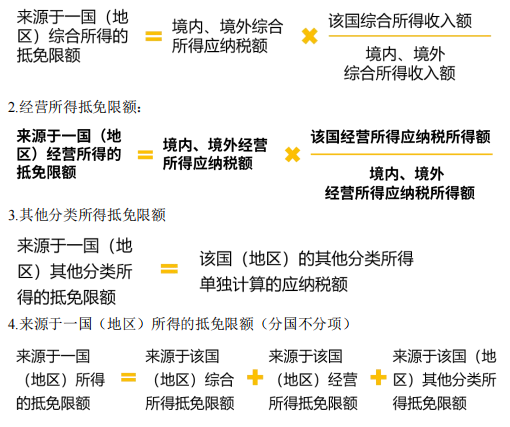 来源于一国（地
区）综合所得的
抵免限额
=
境内、境外综合
所得应纳税额
×
该国综合所得收入额
境内、境外
综合所得收入额
2.经营所得抵免限额：
来源于一国（地
区）经营所得的
抵免限额
=
境内、境外经营
所得应纳税额
×
该国经营所得应纳税所得额
境内、境外
经营所得应纳税所得额
3.其他分类所得抵免限额
来源于一国（地
区）其他分类所
得的抵免限额
=
该国（地区）的其他分类所得
单独计算的应纳税额
4.来源于一国（地区）所得的抵免限额（分国不分项）
来源于一国
（地区）所得
的抵免限额
=
来源于该国
（地区）综合
所得抵免限额
+
来源于该国
（地区）经营
所得抵免限额
+
来源于该国（地
区）其他分类所
得抵免限额